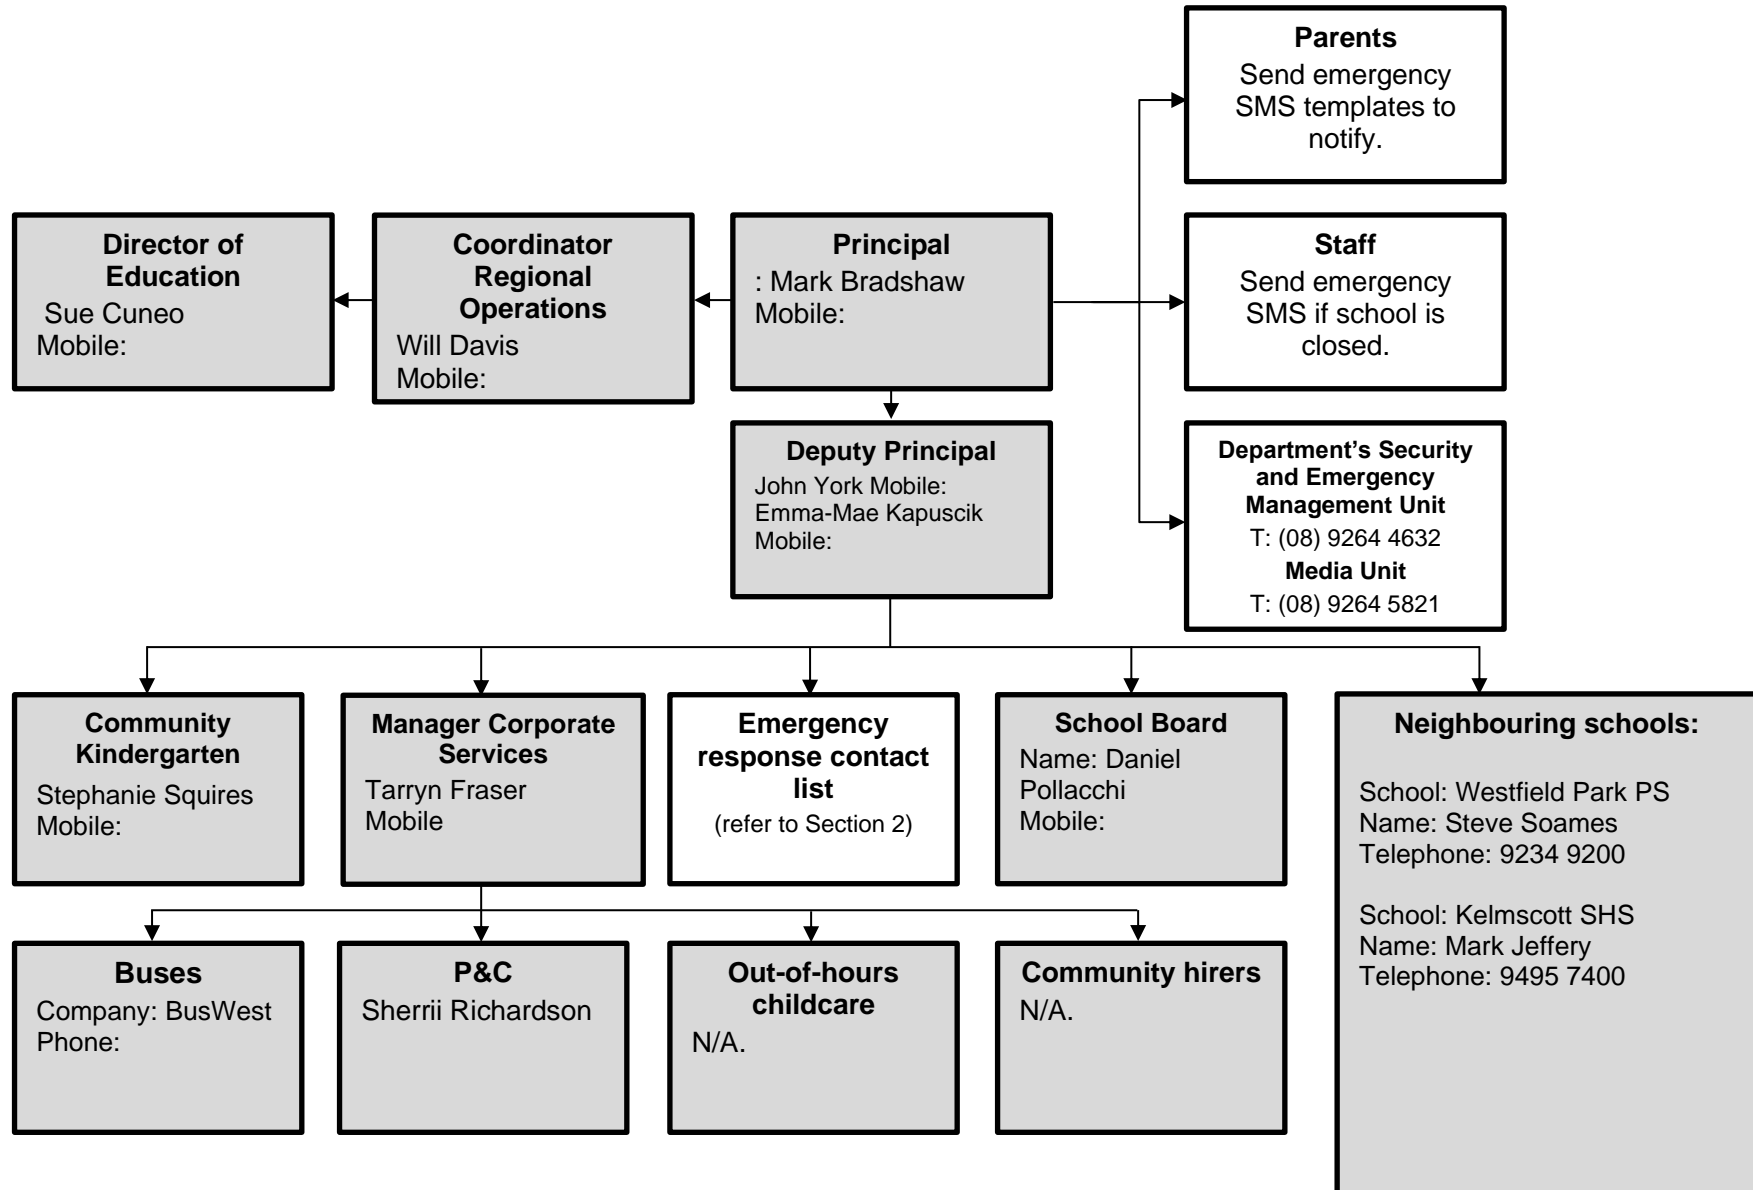 Parents
Send emergency
SMS templates to
notify.
Director of
Education
Sue Cuneo
Mobile:
Coordinator
Regional
Operations
Will Davis
Mobile:
Principal
: Mark Bradshaw
Mobile:
Staff
Send emergency
SMS if school is
closed.
Deputy Principal
John York Mobile:
Emma-Mae Kapuscik
Mobile:
Department’s Security
and Emergency
Management Unit
T: (08) 9264 4632
Media Unit
T: (08) 9264 5821
Community
Kindergarten
Stephanie Squires
Mobile:
Manager Corporate
Services
Tarryn Fraser
Mobile
Emergency
response contact
list
(refer to Section 2)
School Board
Name: Daniel
Pollacchi
Mobile:
Neighbouring schools:
School: Westfield Park PS
Name: Steve Soames
Telephone: 9234 9200
School: Kelmscott SHS
Name: Mark Jeffery
Telephone: 9495 7400
Buses
Company: BusWest
Phone:
P&C
Sherrii Richardson
Out-of-hours
childcare
N/A.
Community hirers
N/A.